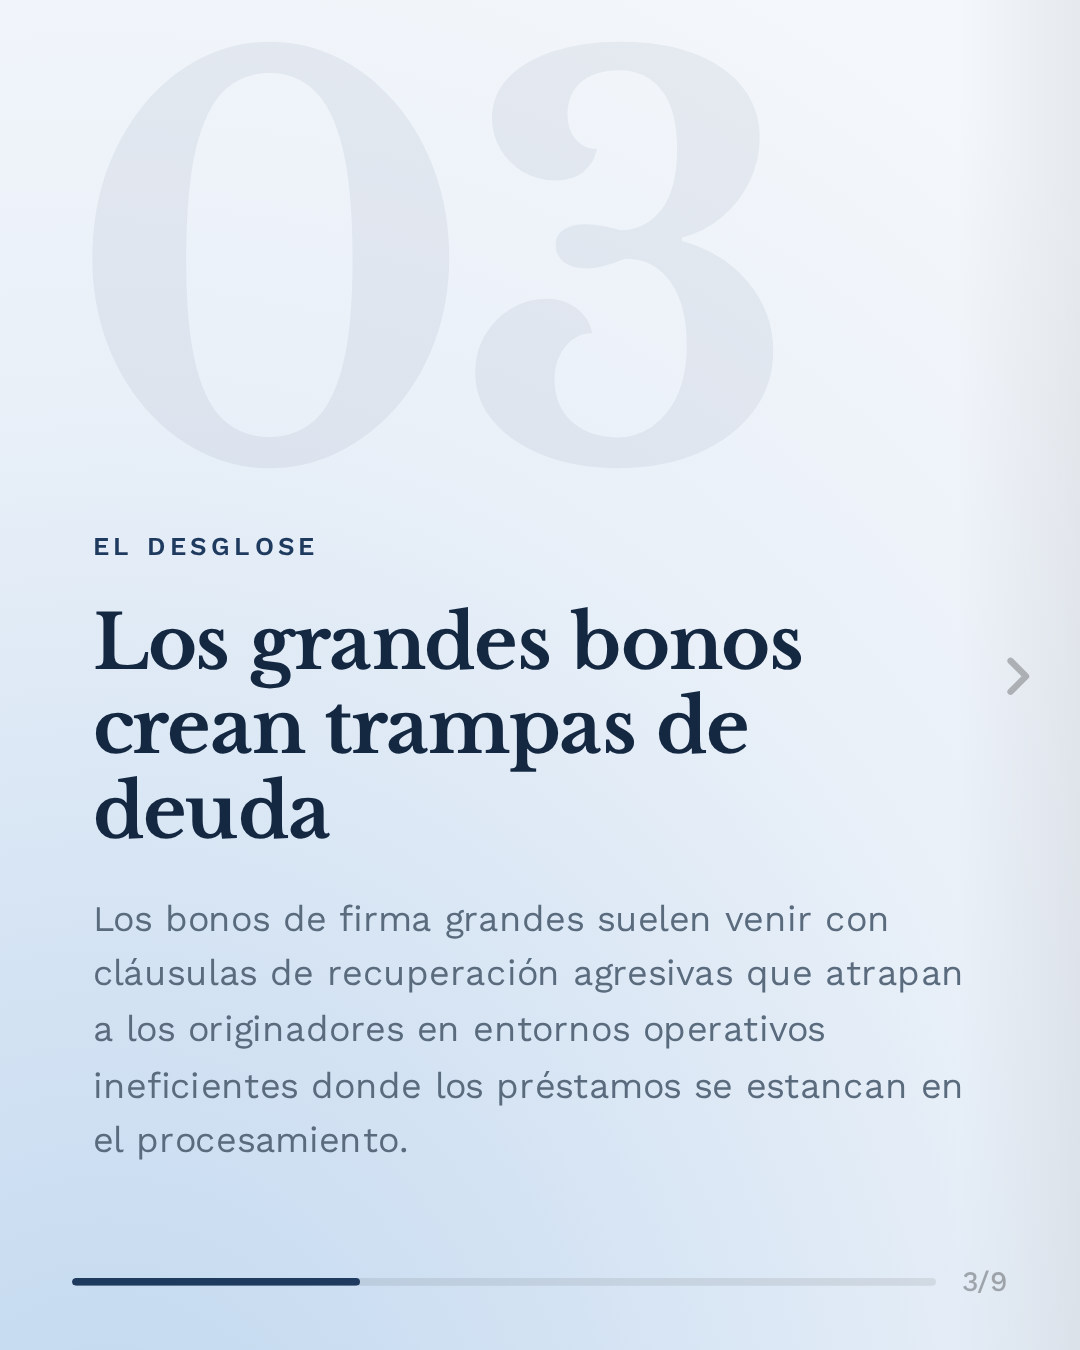 03
EL DESGLOSE
Los grandes bonos
crean trampas de
deuda
Los bonos de firma grandes suelen venir con
cláusulas de recuperación agresivas que atrapan
a los originadores en entornos operativos
ineficientes donde los préstamos se estancan en
el procesamiento.
3/9